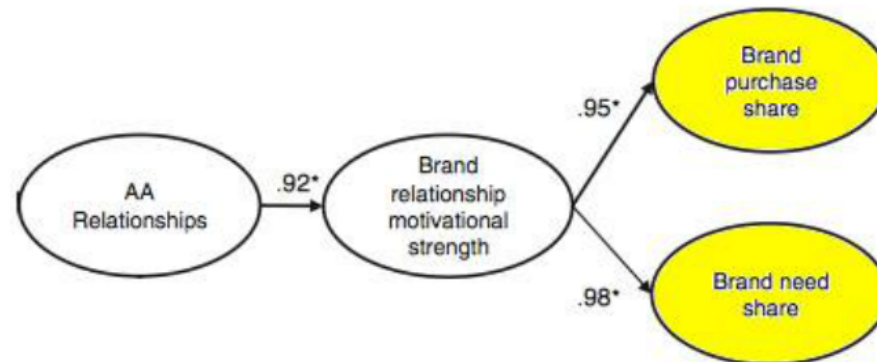 AA
Relationships
.92*
Brand
relationship
motivational
strength
.95*
Brand
purchase
share
.98*
Brand need
share